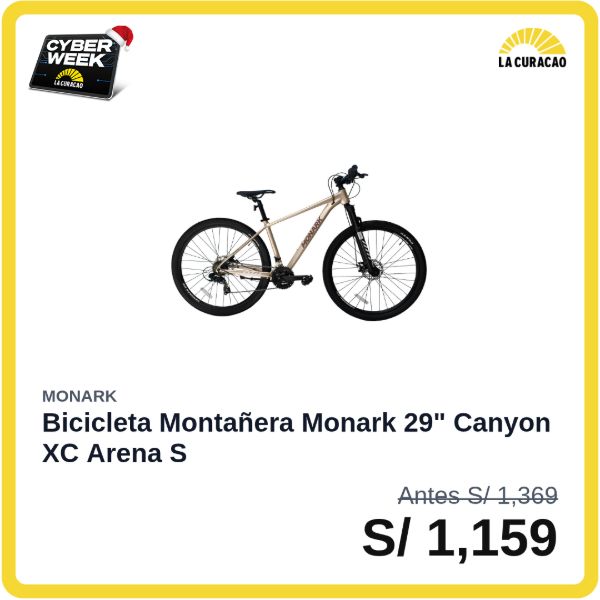 CYBER
WEEK
LA CURACAO
LA CURACAO
MONARK
MONARK
Bicicleta Montañera Monark 29" Canyon
XC Arena S
Antes S/ 1,369
S/ 1,159